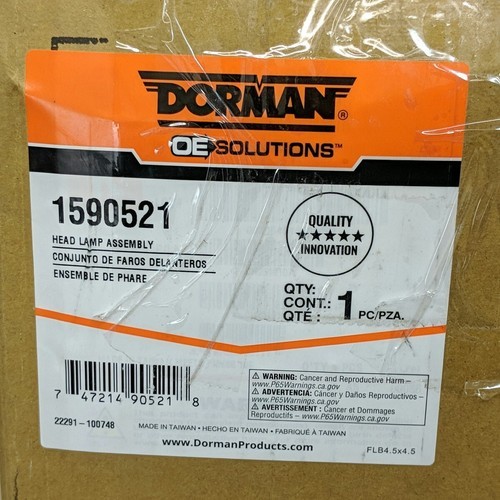 DORMAN®
OE SOLUTIONS™
1590521
HEAD LAMP ASSEMBLY
CONJUNTO DE FAROS DELANTEROS
ENSEMBLE DE PHARE
QUALITY
★★★★★
INNOVATION
QTY:
CONT.: 1 PC/PZA.
QTÉ :
7 47214 90521 8
22291-100748
⚠ WARNING: Cancer and Reproductive Harm –
www.P65Warnings.ca.gov
⚠ ADVERTENCIA: Cáncer y Daños Reproductivos –
www.P65Warnings.ca.gov
⚠ AVERTISSEMENT : Cancer et Dommages
Reproductifs – www.P65Warnings.ca.gov
MADE IN TAIWAN • HECHO EN TAIWAN • FABRIQUÉ À TAIWAN
www.DormanProducts.com
FLB4.5x4.5